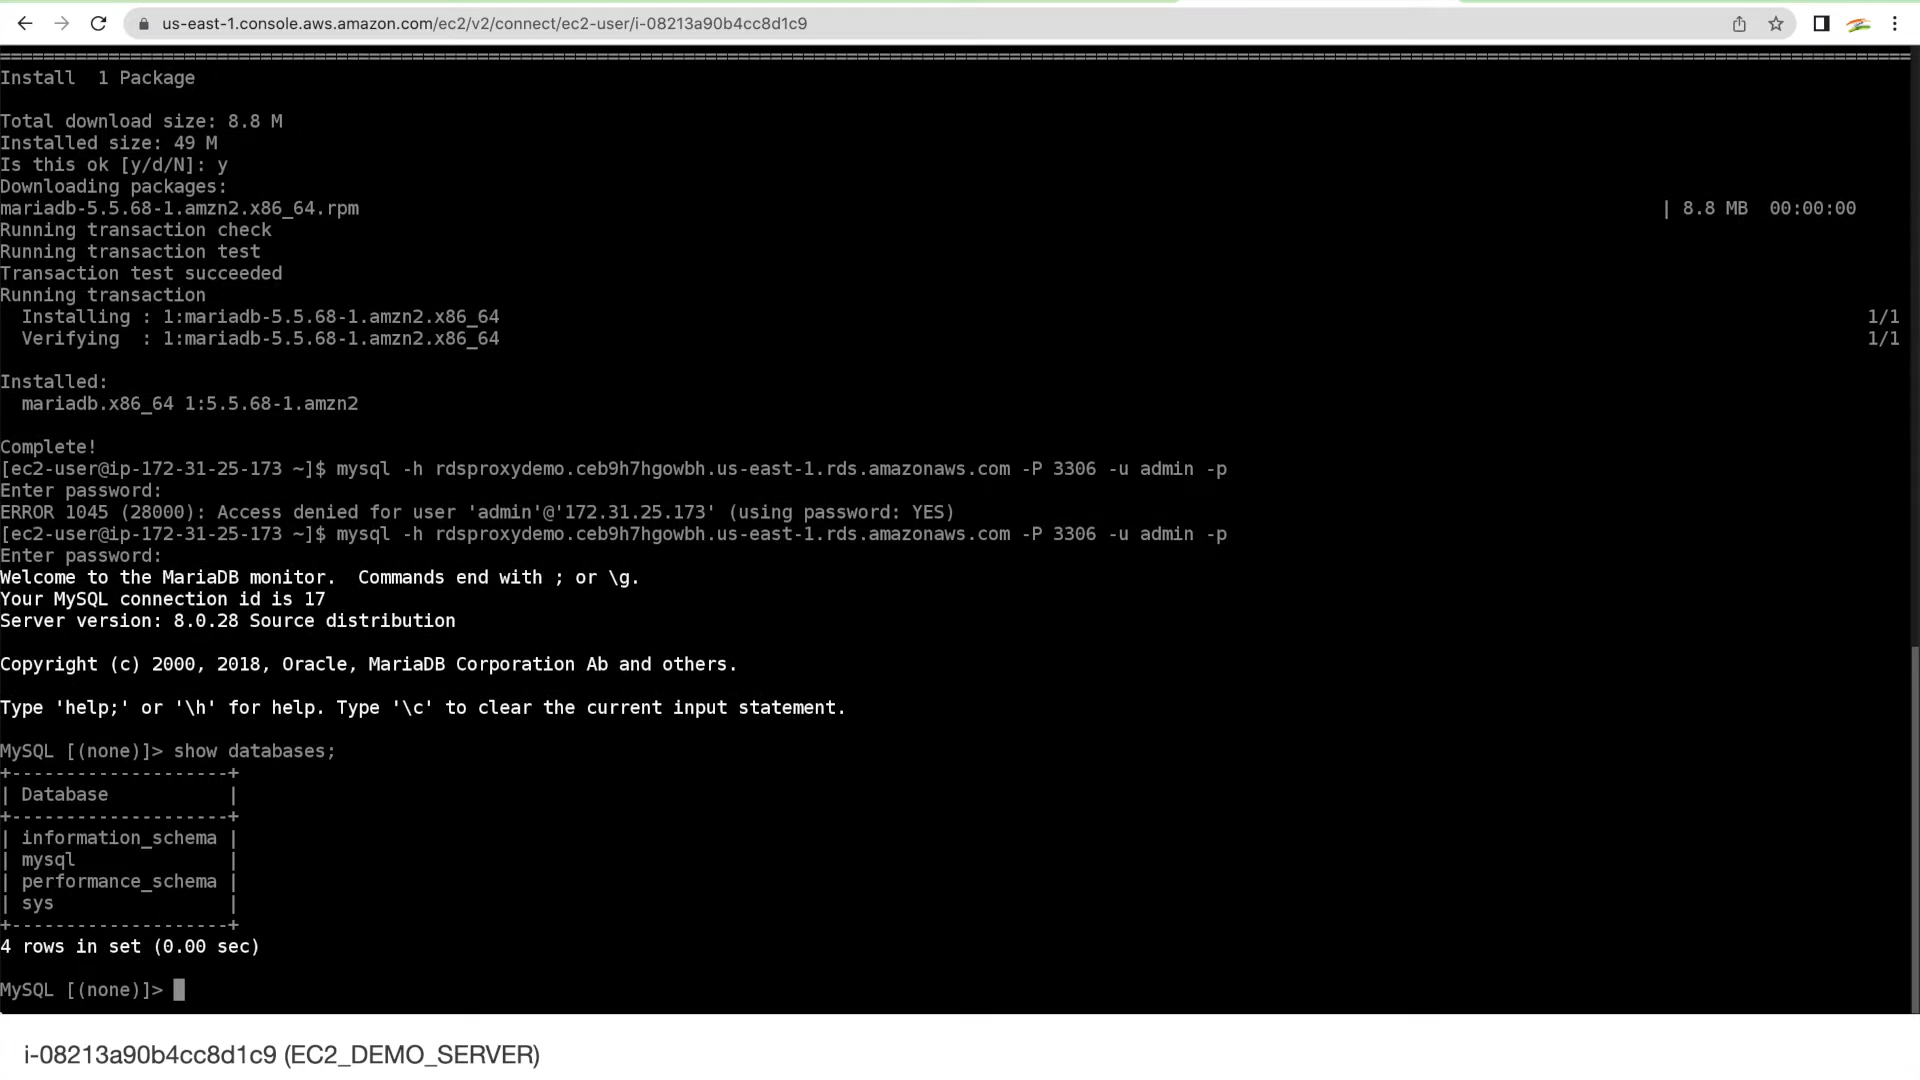 us-east-1.console.aws.amazon.com/ec2/v2/connect/ec2-user/i-08213a90b4cc8d1c9
Install  1 Package
Total download size: 8.8 M
Installed size: 49 M
Is this ok [y/d/N]: y
Downloading packages:
mariadb-5.5.68-1.amzn2.x86_64.rpm | 8.8 MB  00:00:00
Running transaction check
Running transaction test
Transaction test succeeded
Running transaction
  Installing : 1:mariadb-5.5.68-1.amzn2.x86_64 1/1
  Verifying  : 1:mariadb-5.5.68-1.amzn2.x86_64 1/1
Installed:
  mariadb.x86_64 1:5.5.68-1.amzn2
Complete!
[ec2-user@ip-172-31-25-173 ~]$ mysql -h rdsproxydemo.ceb9h7hgowbh.us-east-1.rds.amazonaws.com -P 3306 -u admin -p
Enter password:
ERROR 1045 (28000): Access denied for user 'admin'@'172.31.25.173' (using password: YES)
[ec2-user@ip-172-31-25-173 ~]$ mysql -h rdsproxydemo.ceb9h7hgowbh.us-east-1.rds.amazonaws.com -P 3306 -u admin -p
Enter password:
Welcome to the MariaDB monitor.  Commands end with ; or \g.
Your MySQL connection id is 17
Server version: 8.0.28 Source distribution
Copyright (c) 2000, 2018, Oracle, MariaDB Corporation Ab and others.
Type 'help;' or '\h' for help. Type '\c' to clear the current input statement.
MySQL [(none)]> show databases;
+--------------------+
| Database           |
+--------------------+
| information_schema |
| mysql              |
| performance_schema |
| sys                |
+--------------------+
4 rows in set (0.00 sec)
MySQL [(none)]>
i-08213a90b4cc8d1c9 (EC2_DEMO_SERVER)